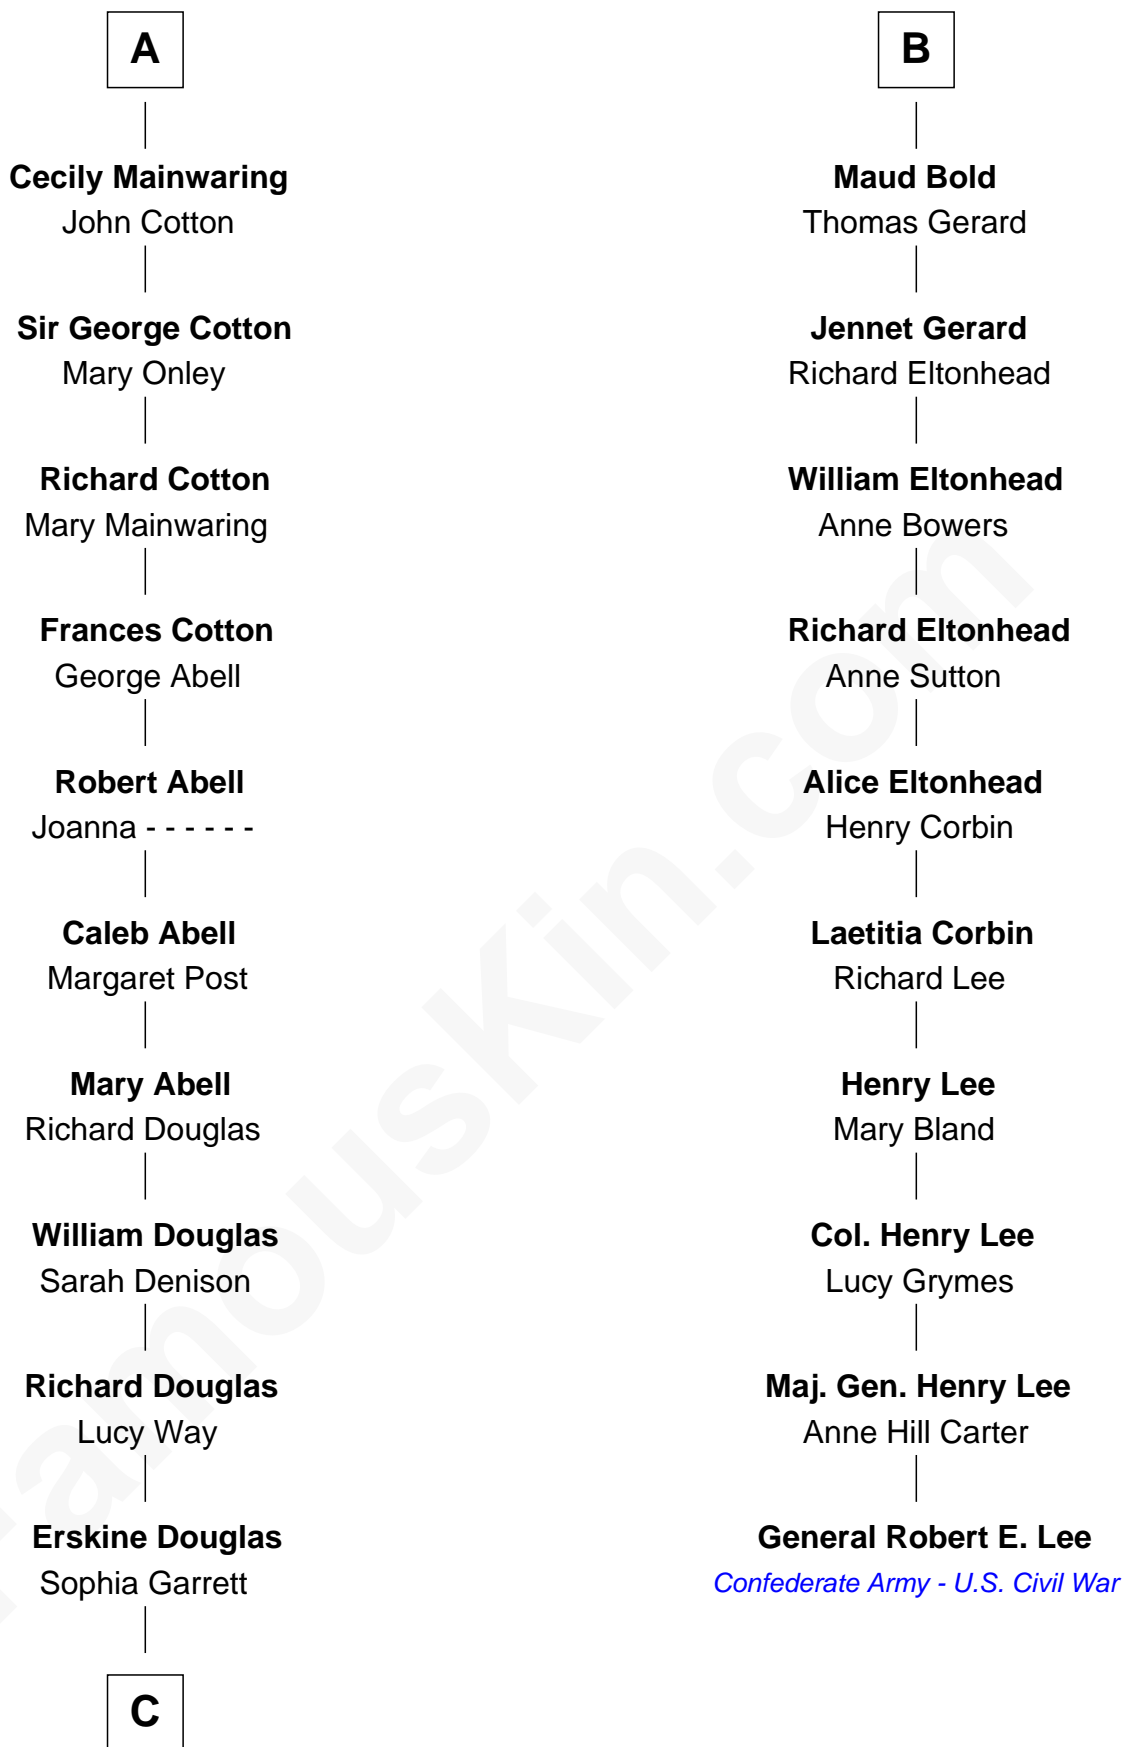 A
Cecily Mainwaring
John Cotton
Sir George Cotton
Mary Onley
Richard Cotton
Mary Mainwaring
Frances Cotton
George Abell
Robert Abell
Joanna - - - - - -
Caleb Abell
Margaret Post
Mary Abell
Richard Douglas
William Douglas
Sarah Denison
Richard Douglas
Lucy Way
Erskine Douglas
Sophia Garrett
C
B
Maud Bold
Thomas Gerard
Jennet Gerard
Richard Eltonhead
William Eltonhead
Anne Bowers
Richard Eltonhead
Anne Sutton
Alice Eltonhead
Henry Corbin
Laetitia Corbin
Richard Lee
Henry Lee
Mary Bland
Col. Henry Lee
Lucy Grymes
Maj. Gen. Henry Lee
Anne Hill Carter
General Robert E. Lee
Confederate Army - U.S. Civil War
FamousKin.com